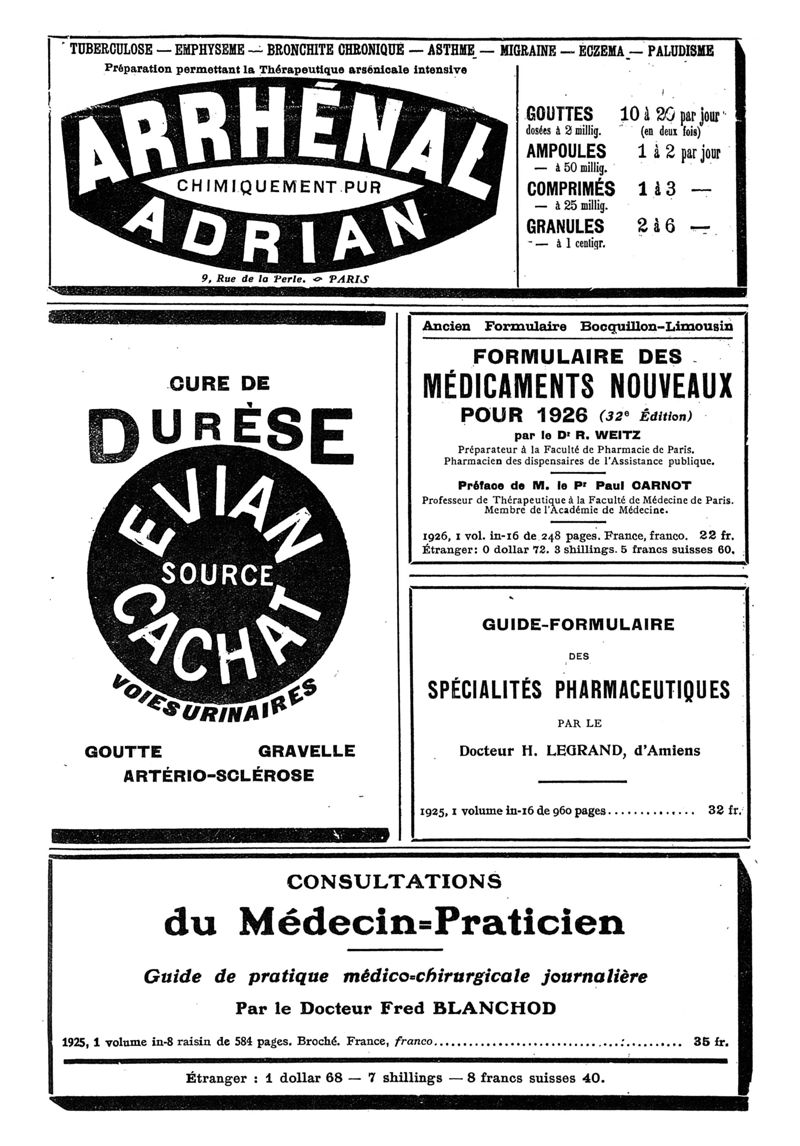 TUBERCULOSE — EMPHYSEME — BRONCHITE CHRONIQUE — ASTHME — MIGRAINE — ECZEMA — PALUDISME
Préparation permettant la Thérapeutique arsénicale intensive
ARRHÉNAL
CHIMIQUEMENT PUR
ADRIAN
9, Rue de la Perle. PARIS
GOUTTES 10 à 20 par jour
dosées à 2 millig. (en deux fois)
AMPOULES 1 à 2 par jour
— à 50 millig.
COMPRIMÉS 1 à 3 —
— à 25 millig.
GRANULES 2 à 6 —
— à 1 centigr.
CURE DE
DURÈSE
EVIAN
SOURCE
CACHAT
VOIES URINAIRES
GOUTTE GRAVELLE
ARTÉRIO-SCLÉROSE
Ancien Formulaire Bocquillon-Limousin
FORMULAIRE DES
MÉDICAMENTS NOUVEAUX
POUR 1926 (32e Édition)
par le Dr R. WEITZ
Préparateur à la Faculté de Pharmacie de Paris.
Pharmacien des dispensaires de l'Assistance publique.
Préface de M. le Pr Paul CARNOT
Professeur de Thérapeutique à la Faculté de Médecine de Paris.
Membre de l'Académie de Médecine.
1926, 1 vol. in-16 de 248 pages. France, franco. 22 fr.
Étranger: 0 dollar 72. 3 shillings. 5 francs suisses 60.
GUIDE-FORMULAIRE
DES
SPÉCIALITÉS PHARMACEUTIQUES
PAR LE
Docteur H. LEGRAND, d'Amiens
1925, 1 volume in-16 de 960 pages.............. 32 fr.
CONSULTATIONS
du Médecin=Praticien
Guide de pratique médico=chirurgicale journalière
Par le Docteur Fred BLANCHOD
1925, 1 volume in-8 raisin de 584 pages. Broché. France, franco........................................ 35 fr.
Étranger : 1 dollar 68 — 7 shillings — 8 francs suisses 40.